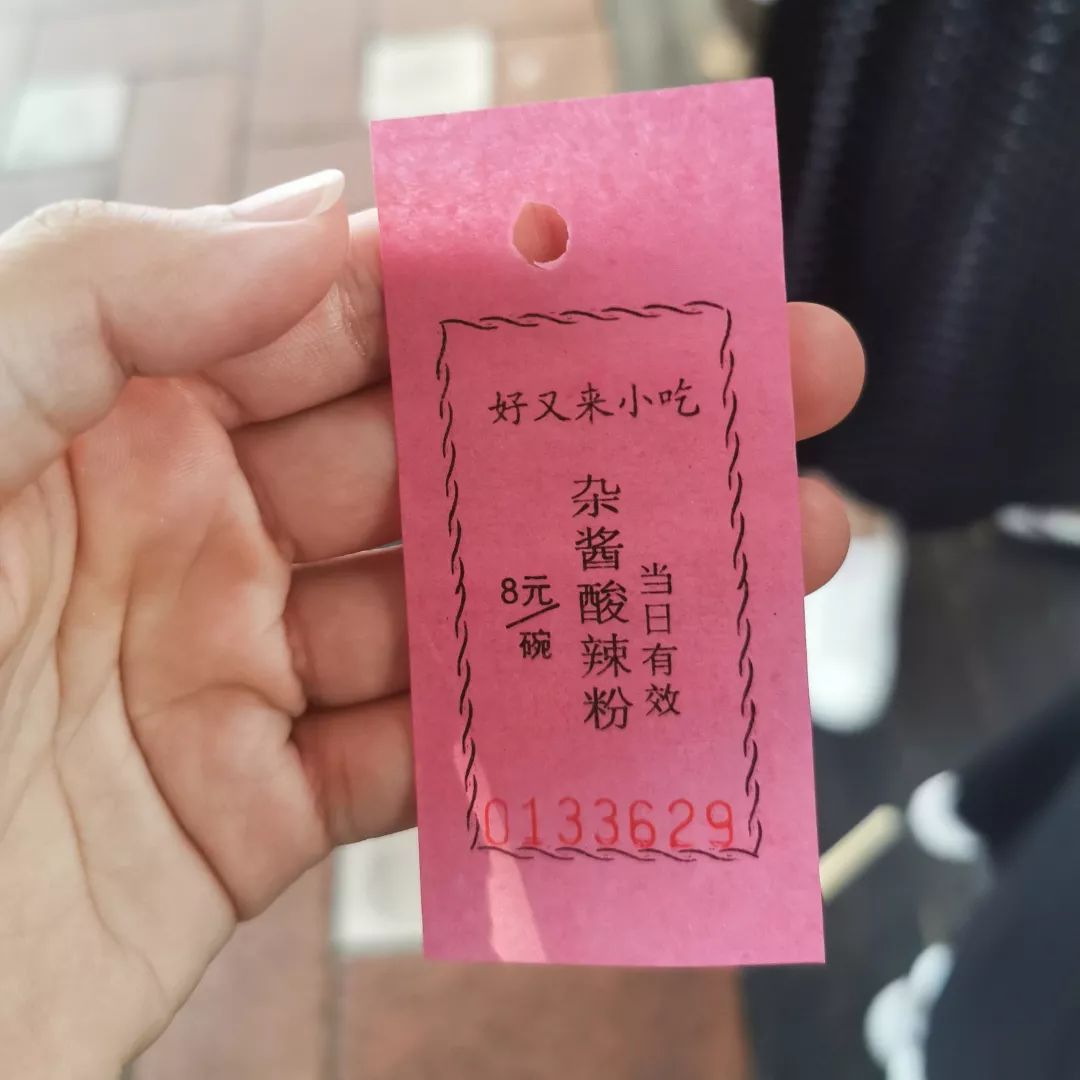 好又来小吃
杂酱酸辣粉
当日有效
8元/碗
0133629